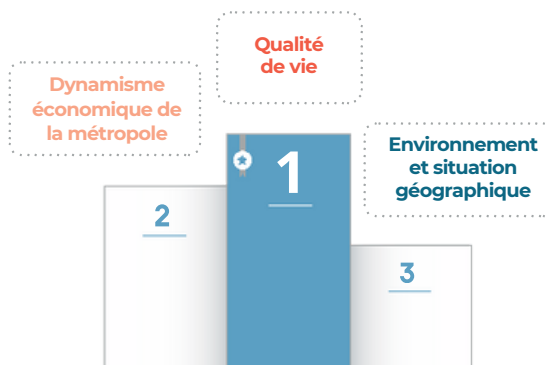 Qualité
de vie
Dynamisme
économique de
la métropole
Environnement
et situation
géographique
1
2
3